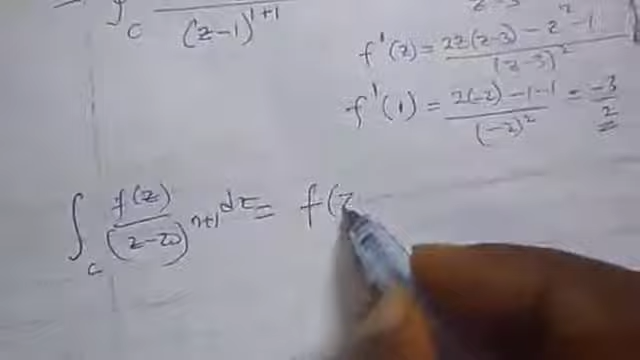 ∫_C / (z-1)^{1+1}
z-3
f'(z) = (2z(z-3) - z² - 1) / (z-3)²
f'(1) = (2(-2) - 1 - 1) / (-2)² = -3/2
∫_C f(z) / (z-z0)^{n+1} dz = f(z